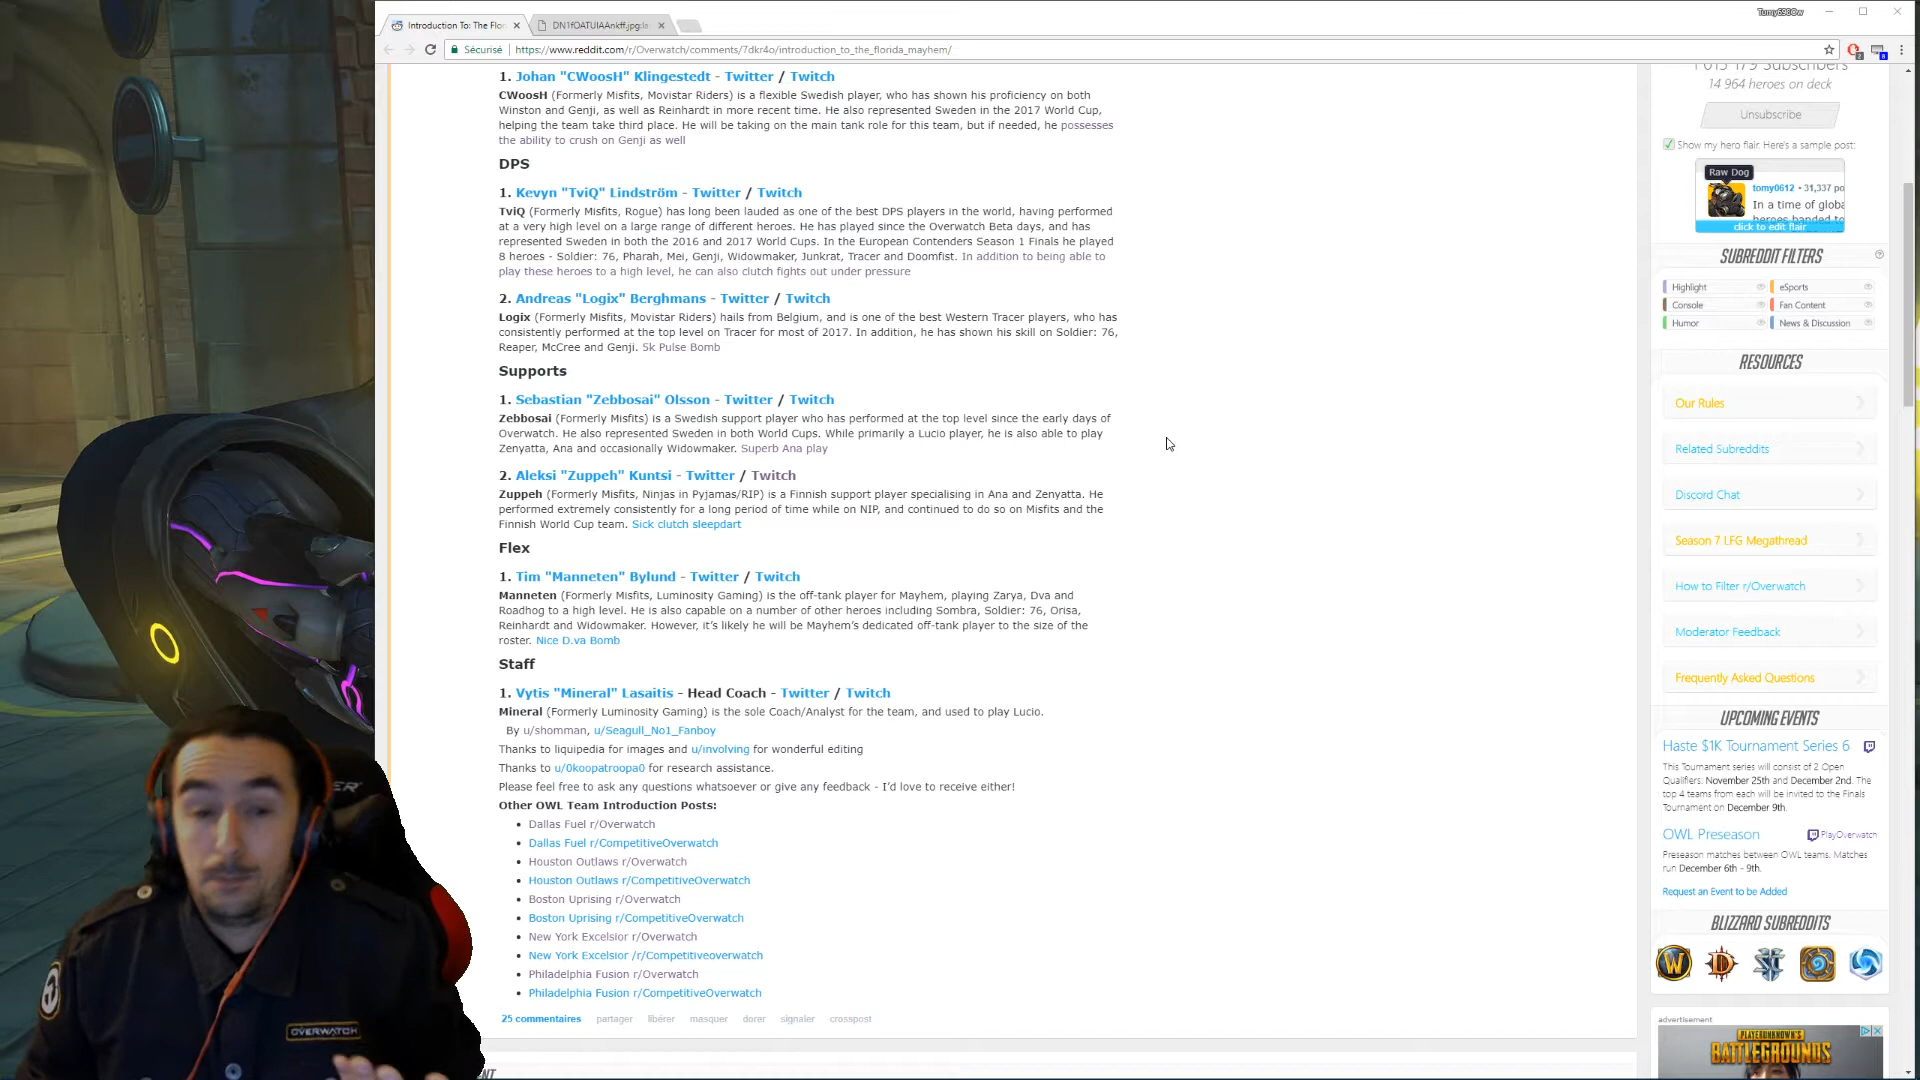 Tomy690ow
Introduction To: The Flor
DN1fOATUIAAnkff.jpg:la
Sécurisé
https://www.reddit.com/r/Overwatch/comments/7dkr4o/introduction_to_the_florida_mayhem/
1. Johan "CWoosH" Klingestedt - Twitter / Twitch
CWoosH (Formerly Misfits, Movistar Riders) is a flexible Swedish player, who has shown his proficiency on both
Winston and Genji, as well as Reinhardt in more recent time. He also represented Sweden in the 2017 World Cup,
helping the team take third place. He will be taking on the main tank role for this team, but if needed, he possesses
the ability to crush on Genji as well
DPS
1. Kevyn "TviQ" Lindström - Twitter / Twitch
TviQ (Formerly Misfits, Rogue) has long been lauded as one of the best DPS players in the world, having performed
at a very high level on a large range of different heroes. He has played since the Overwatch Beta days, and has
represented Sweden in both the 2016 and 2017 World Cups. In the European Contenders Season 1 Finals he played
8 heroes - Soldier: 76, Pharah, Mei, Genji, Widowmaker, Junkrat, Tracer and Doomfist. In addition to being able to
play these heroes to a high level, he can also clutch fights out under pressure
2. Andreas "Logix" Berghmans - Twitter / Twitch
Logix (Formerly Misfits, Movistar Riders) hails from Belgium, and is one of the best Western Tracer players, who has
consistently performed at the top level on Tracer for most of 2017. In addition, he has shown his skill on Soldier: 76,
Reaper, McCree and Genji. 5k Pulse Bomb
Supports
1. Sebastian "Zebbosai" Olsson - Twitter / Twitch
Zebbosai (Formerly Misfits) is a Swedish support player who has performed at the top level since the early days of
Overwatch. He also represented Sweden in both World Cups. While primarily a Lucio player, he is also able to play
Zenyatta, Ana and occasionally Widowmaker. Superb Ana play
2. Aleksi "Zuppeh" Kuntsi - Twitter / Twitch
Zuppeh (Formerly Misfits, Ninjas in Pyjamas/RIP) is a Finnish support player specialising in Ana and Zenyatta. He
performed extremely consistently for a long period of time while on NIP, and continued to do so on Misfits and the
Finnish World Cup team. Sick clutch sleepdart
Flex
1. Tim "Manneten" Bylund - Twitter / Twitch
Manneten (Formerly Misfits, Luminosity Gaming) is the off-tank player for Mayhem, playing Zarya, Dva and
Roadhog to a high level. He is also capable on a number of other heroes including Sombra, Soldier: 76, Orisa,
Reinhardt and Widowmaker. However, it's likely he will be Mayhem's dedicated off-tank player to the size of the
roster. Nice D.va Bomb
Staff
1. Vytis "Mineral" Lasaitis - Head Coach - Twitter / Twitch
Mineral (Formerly Luminosity Gaming) is the sole Coach/Analyst for the team, and used to play Lucio.
By u/shomman, u/Seagull_No1_Fanboy
Thanks to liquipedia for images and u/involving for wonderful editing
Thanks to u/0koopatroopa0 for research assistance.
Please feel free to ask any questions whatsoever or give any feedback - I'd love to receive either!
Other OWL Team Introduction Posts:
Dallas Fuel r/Overwatch
Dallas Fuel r/CompetitiveOverwatch
Houston Outlaws r/Overwatch
Houston Outlaws r/CompetitiveOverwatch
Boston Uprising r/Overwatch
Boston Uprising r/CompetitiveOverwatch
New York Excelsior r/Overwatch
New York Excelsior /r/Competitiveoverwatch
Philadelphia Fusion r/Overwatch
Philadelphia Fusion r/CompetitiveOverwatch
25 commentaires partager libérer masquer dorer signaler crosspost
1 015 179 Subscribers
14 964 heroes on deck
Unsubscribe
Show my hero flair. Here's a sample post:
Raw Dog
tomy0612 • 31,337 po
In a time of globa
heroes banded to
click to edit flair
SUBREDDIT FILTERS
Highlight
eSports
Console
Fan Content
Humor
News & Discussion
RESOURCES
Our Rules
Related Subreddits
Discord Chat
Season 7 LFG Megathread
How to Filter r/Overwatch
Moderator Feedback
Frequently Asked Questions
UPCOMING EVENTS
Haste $1K Tournament Series 6
This Tournament series will consist of 2 Open
Qualifiers: November 25th and December 2nd. The
top 4 teams from each will be invited to the Finals
Tournament on December 9th.
OWL Preseason
PlayOverwatch
Preseason matches between OWL teams. Matches
run December 6th - 9th.
Request an Event to be Added
BLIZZARD SUBREDDITS
advertisement
PLAYERUNKNOWN'S
BATTLEGROUNDS
OVERWATCH